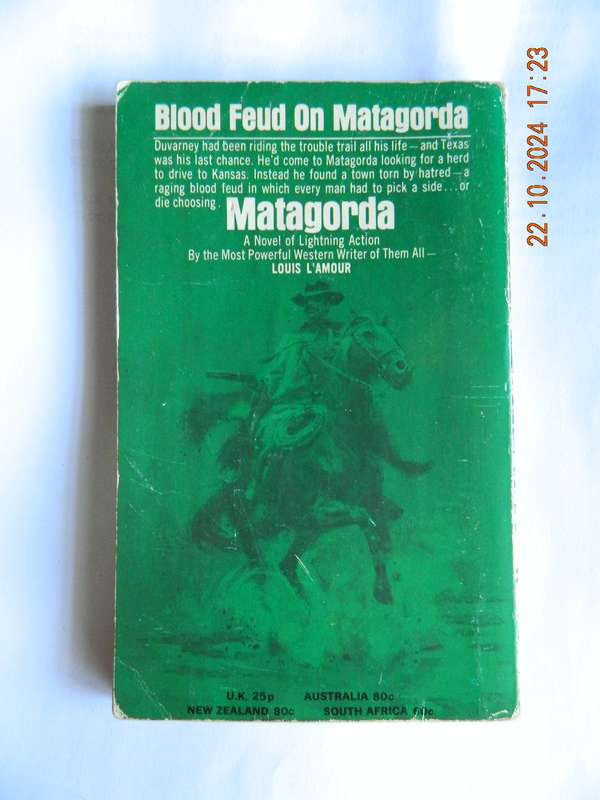 Blood Feud On Matagorda
Duvarney had been riding the trouble trail all his life — and Texas
was his last chance. He'd come to Matagorda looking for a herd
to drive to Kansas. Instead he found a town torn by hatred — a
raging blood feud in which every man had to pick a side...or
die choosing.
Matagorda
A Novel of Lightning Action
By the Most Powerful Western Writer of Them All —
LOUIS L'AMOUR
U.K. 25p AUSTRALIA 80c
NEW ZEALAND 80c SOUTH AFRICA 60c
22.10.2024 17:23